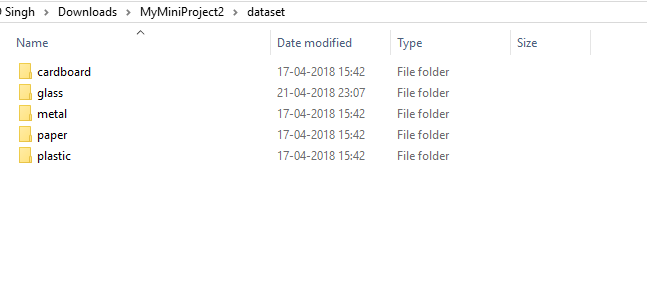 Singh > Downloads > MyMiniProject2 > dataset
Name Date modified Type Size
cardboard 17-04-2018 15:42 File folder
glass 21-04-2018 23:07 File folder
metal 17-04-2018 15:42 File folder
paper 17-04-2018 15:42 File folder
plastic 17-04-2018 15:42 File folder